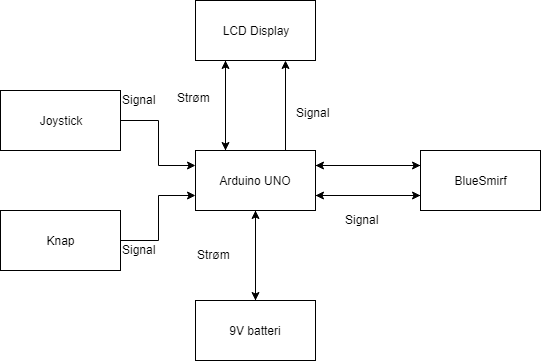 LCD Display
Signal
Strøm
Signal
Joystick
Arduino UNO
BlueSmirf
Signal
Knap
Signal
Strøm
9V batteri